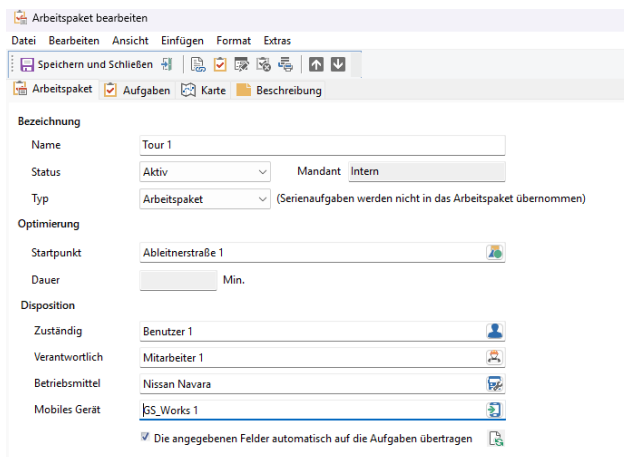 Arbeitspaket bearbeiten
Datei Bearbeiten Ansicht Einfügen Format Extras
Speichern und Schließen
Arbeitspaket Aufgaben Karte Beschreibung
Bezeichnung
Name Tour 1
Status Aktiv Mandant Intern
Typ Arbeitspaket (Serienaufgaben werden nicht in das Arbeitspaket übernommen)
Optimierung
Startpunkt Ableitnerstraße 1
Dauer Min.
Disposition
Zuständig Benutzer 1
Verantwortlich Mitarbeiter 1
Betriebsmittel Nissan Navara
Mobiles Gerät GS_Works 1
Die angegebenen Felder automatisch auf die Aufgaben übertragen